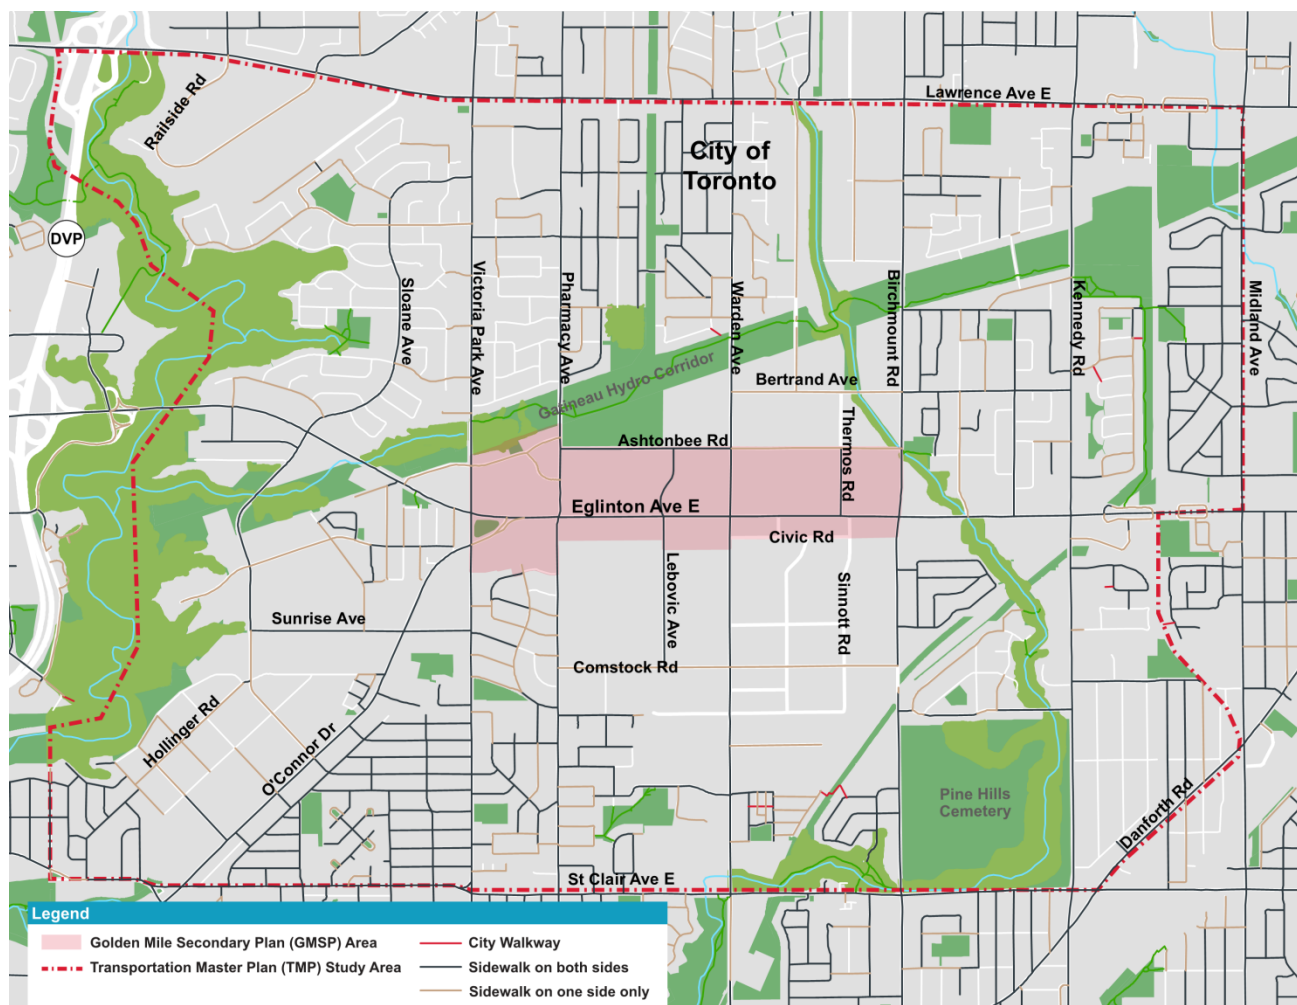 Lawrence Ave E
Railside Rd
City of
Toronto
DVP
Sloane Ave
Victoria Park Ave
Pharmacy Ave
Warden Ave
Birchmount Rd
Kennedy Rd
Midland Ave
Gatineau Hydro Corridor
Bertrand Ave
Ashtonbee Rd
Thermos Rd
Eglinton Ave E
Civic Rd
Lebovic Ave
Sinnott Rd
Sunrise Ave
Comstock Rd
Hollinger Rd
O'Connor Dr
Pine Hills
Cemetery
Danforth Rd
St Clair Ave E
Legend
Golden Mile Secondary Plan (GMSP) Area
Transportation Master Plan (TMP) Study Area
City Walkway
Sidewalk on both sides
Sidewalk on one side only